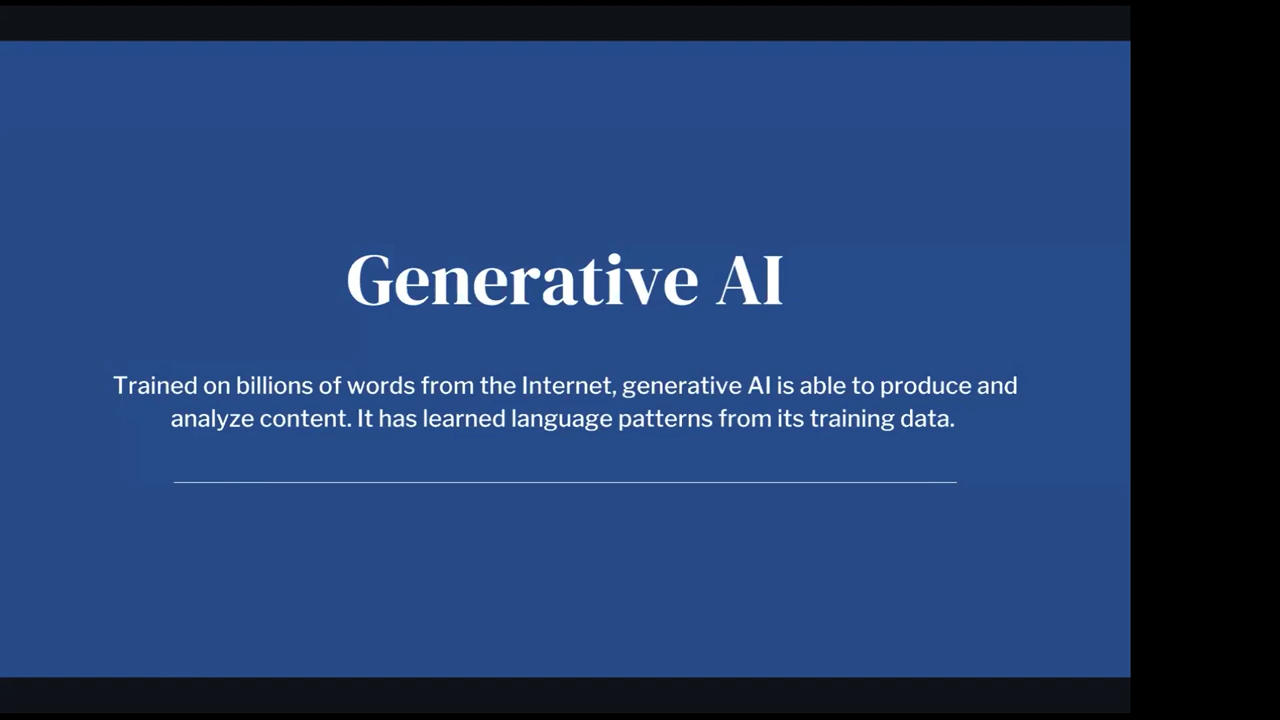 Generative AI
Trained on billions of words from the Internet, generative AI is able to produce and
analyze content. It has learned language patterns from its training data.